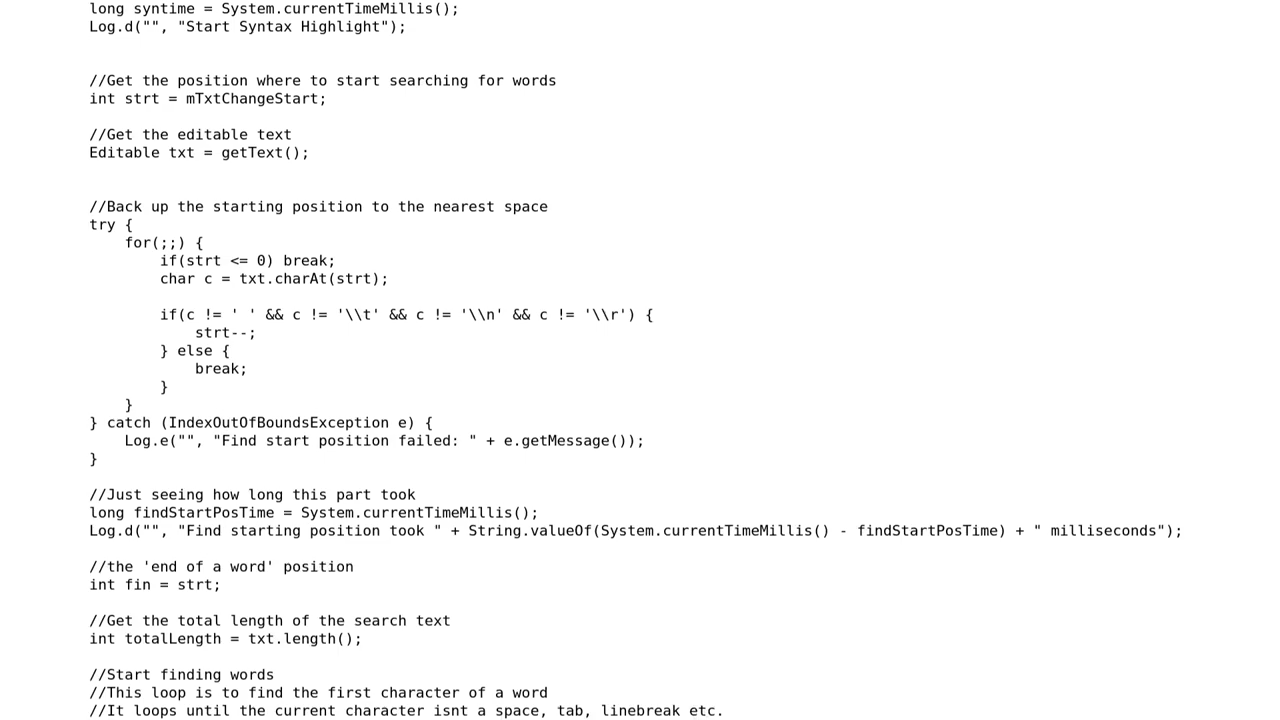 long syntime = System.currentTimeMillis();
Log.d("", "Start Syntax Highlight");
//Get the position where to start searching for words
int strt = mTxtChangeStart;
//Get the editable text
Editable txt = getText();
//Back up the starting position to the nearest space
try {
    for(;;) {
        if(strt <= 0) break;
        char c = txt.charAt(strt);
        if(c != ' ' && c != '\\t' && c != '\\n' && c != '\\r') {
            strt--;
        } else {
            break;
        }
    }
} catch (IndexOutOfBoundsException e) {
    Log.e("", "Find start position failed: " + e.getMessage());
}
//Just seeing how long this part took
long findStartPosTime = System.currentTimeMillis();
Log.d("", "Find starting position took " + String.valueOf(System.currentTimeMillis() - findStartPosTime) + " milliseconds");
//the 'end of a word' position
int fin = strt;
//Get the total length of the search text
int totalLength = txt.length();
//Start finding words
//This loop is to find the first character of a word
//It loops until the current character isnt a space, tab, linebreak etc.